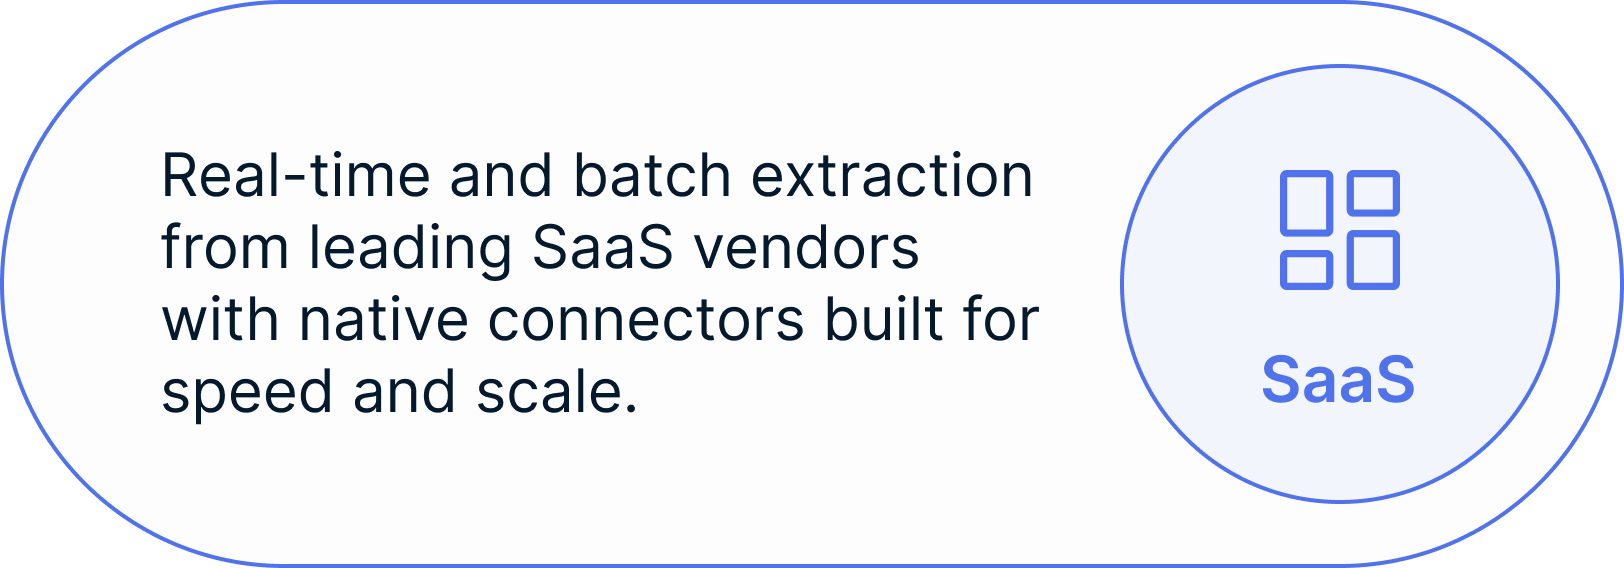 Real-time and batch extraction
from leading SaaS vendors
with native connectors built for
speed and scale.
SaaS